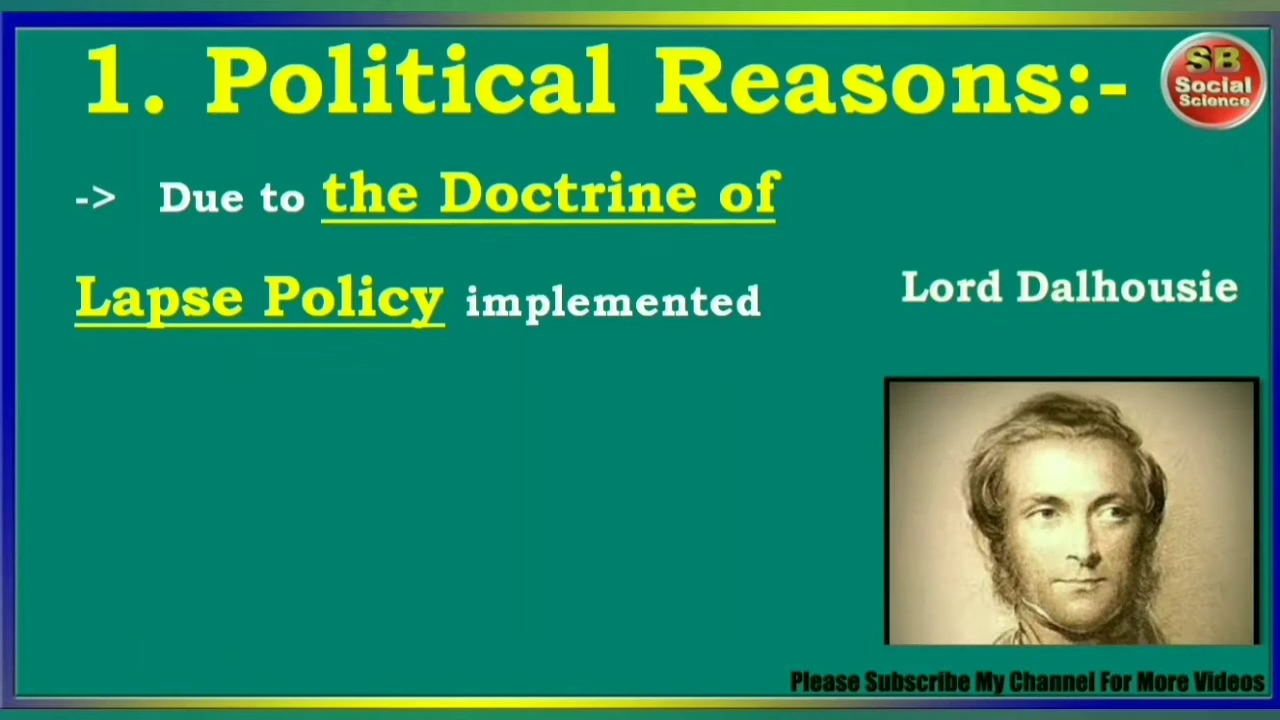 1. Political Reasons:-
SB
Social
Science
-> Due to the Doctrine of
Lapse Policy implemented
Lord Dalhousie
Please Subscribe My Channel For More Videos